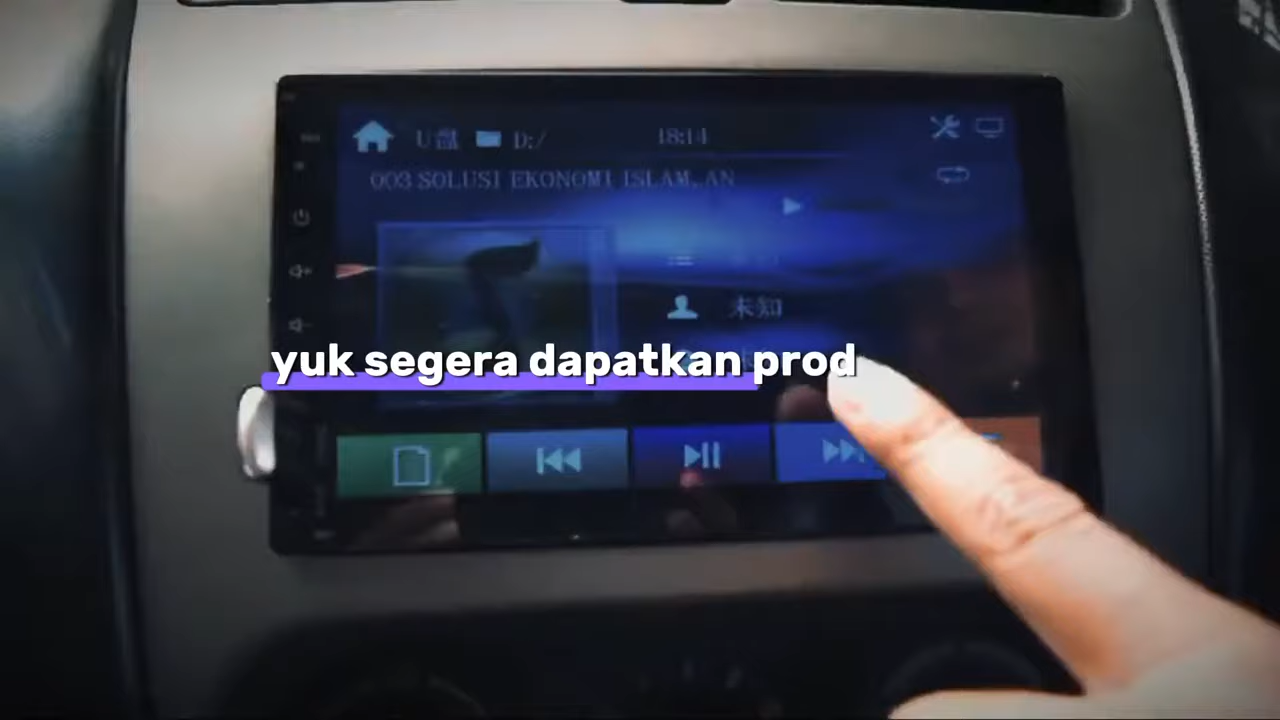 U盘 D:/ 18:14
003 SOLUSI EKONOMI ISLAM, AN
未知
yuk segera dapatkan prod